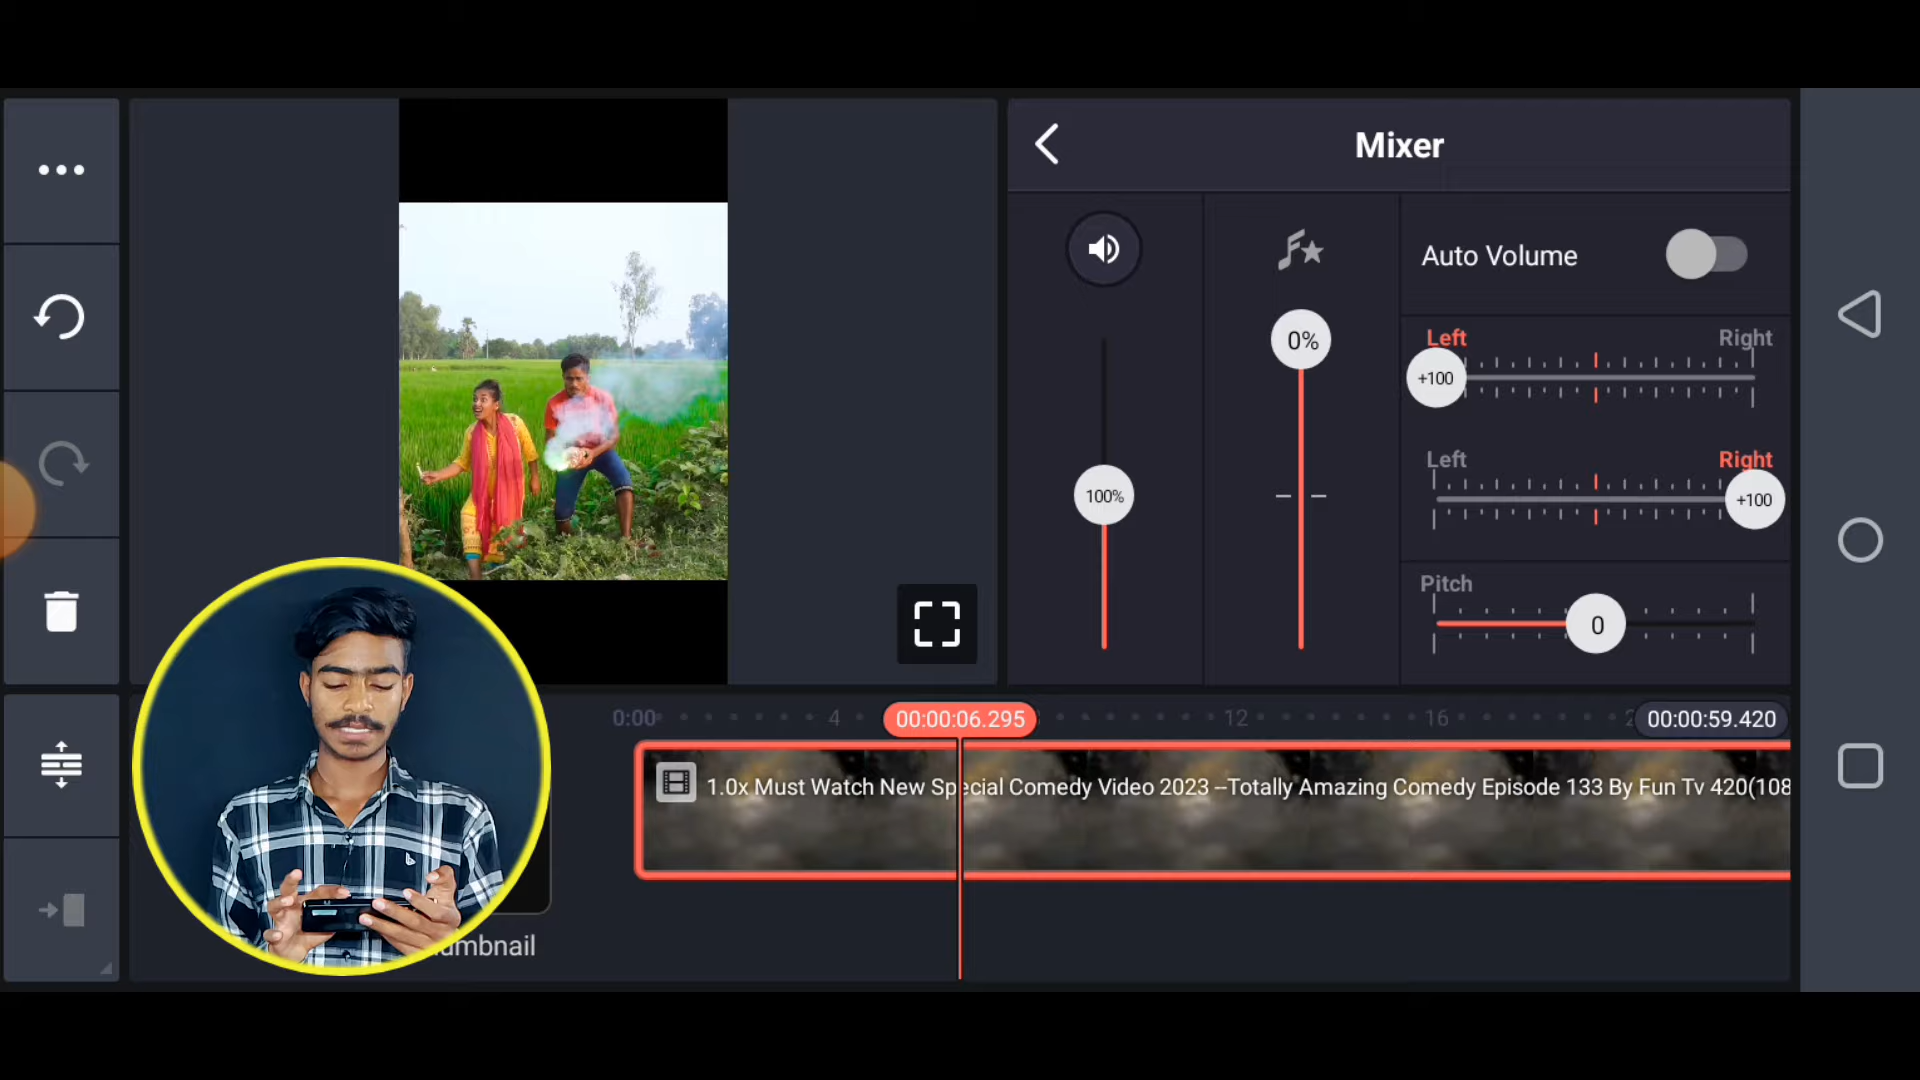 Mixer
Auto Volume
0%
100%
Left
Right
+100
Left
Right
+100
Pitch
0
0:00
4
00:00:06.295
12
16
00:00:59.420
1.0x Must Watch New Special Comedy Video 2023 --Totally Amazing Comedy Episode 133 By Fun Tv 420(108
umbnail